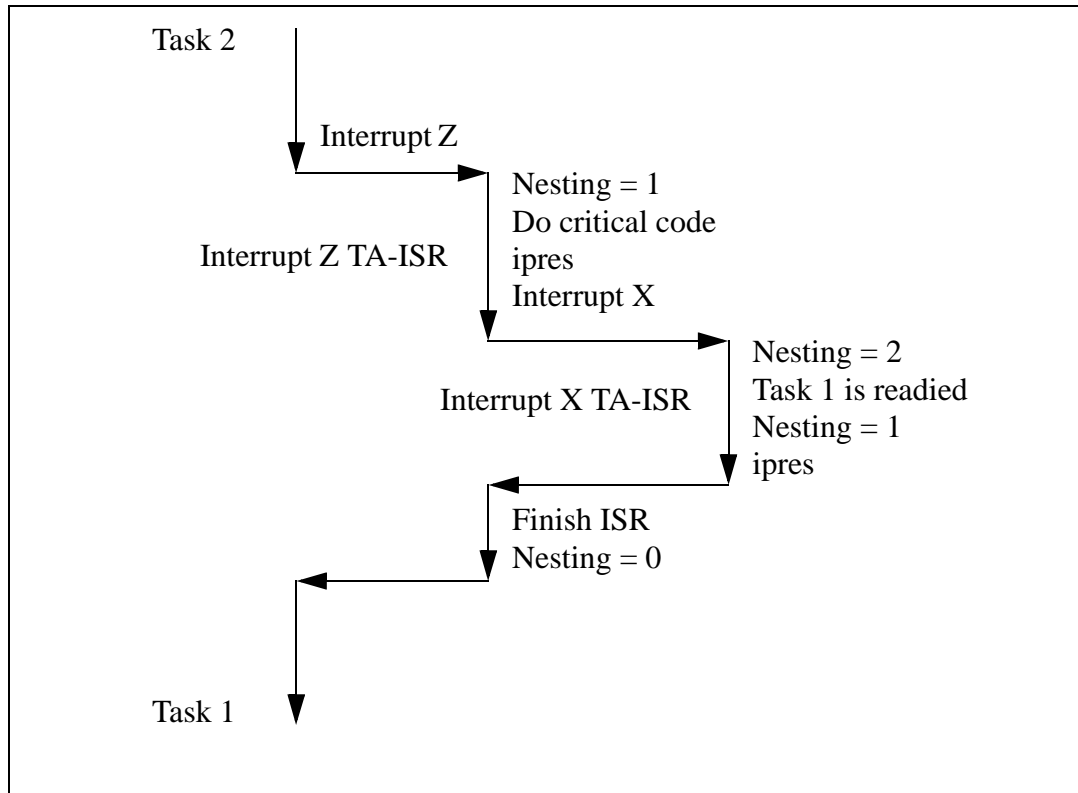 Task 2
Interrupt Z
Nesting = 1
Do critical code
Interrupt Z TA-ISR
ipres
Interrupt X
Nesting = 2
Interrupt X TA-ISR
Task 1 is readied
Nesting = 1
ipres
Finish ISR
Nesting = 0
Task 1